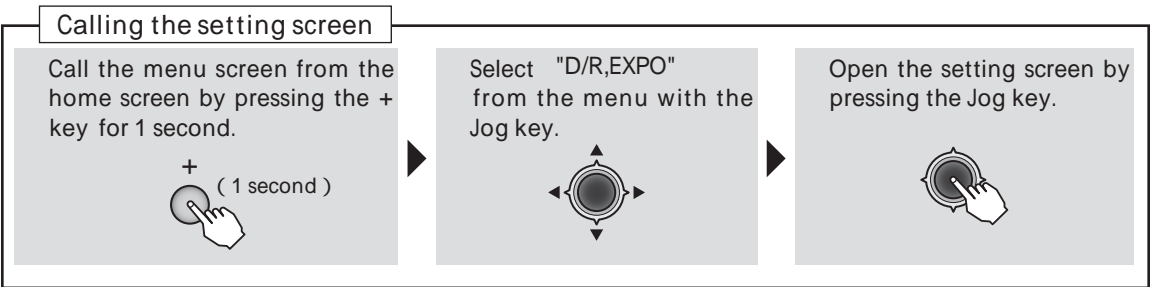 Calling the setting screen
Call the menu screen from the
home screen by pressing the +
key for 1 second.
+
( 1 second )
Select "D/R,EXPO"
from the menu with the
Jog key.
Open the setting screen by
pressing the Jog key.